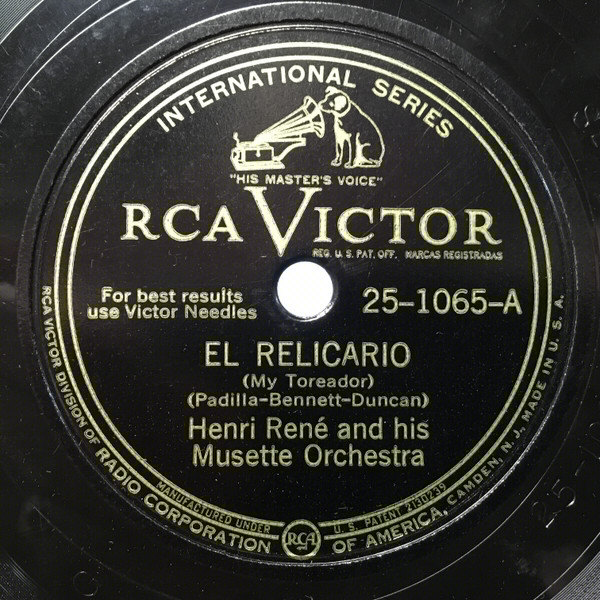 INTERNATIONAL SERIES
"HIS MASTER'S VOICE"
RCA VICTOR
REG. U. S. PAT. OFF. MARCAS REGISTRADAS
For best results
use Victor Needles
25-1065-A
EL RELICARIO
(My Toreador)
(Padilla-Bennett-Duncan)
Henri René and his
Musette Orchestra
MANUFACTURED UNDER U. S. PATENT 2130239
RCA VICTOR DIVISION OF RADIO CORPORATION OF AMERICA, CAMDEN, N. J., MADE IN U. S. A.
RCA